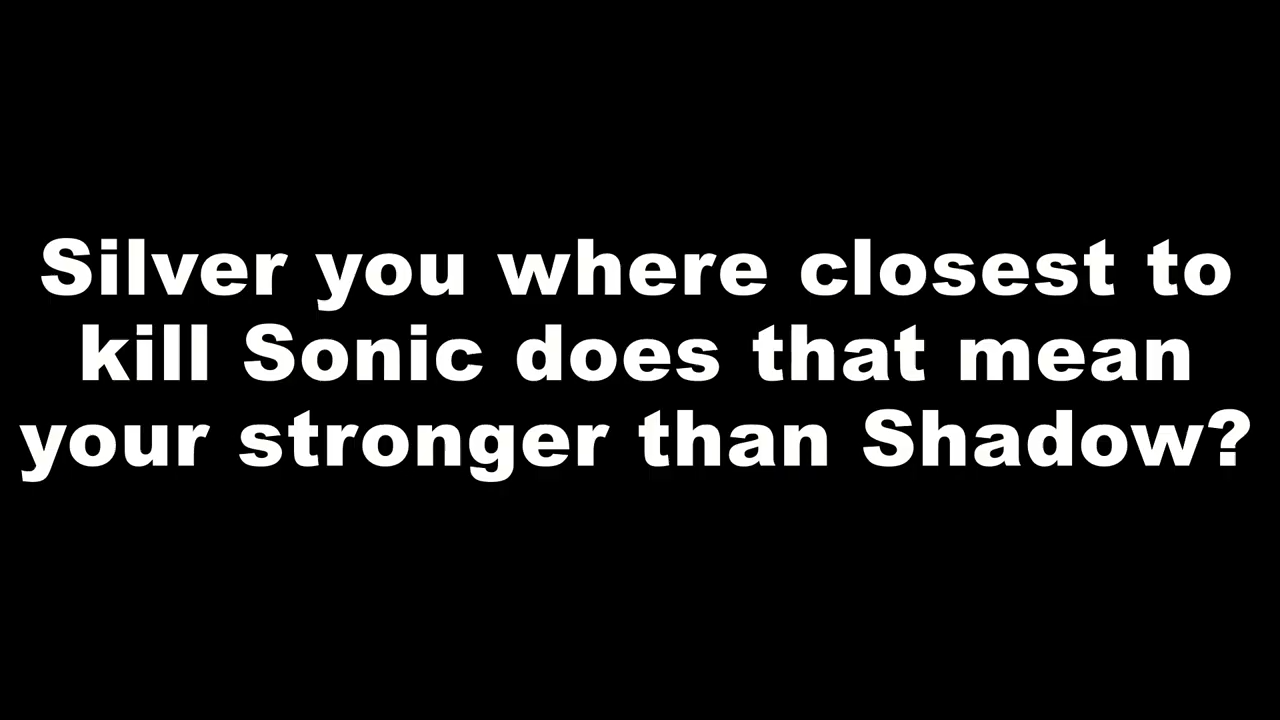 Silver you where closest to
kill Sonic does that mean
your stronger than Shadow?